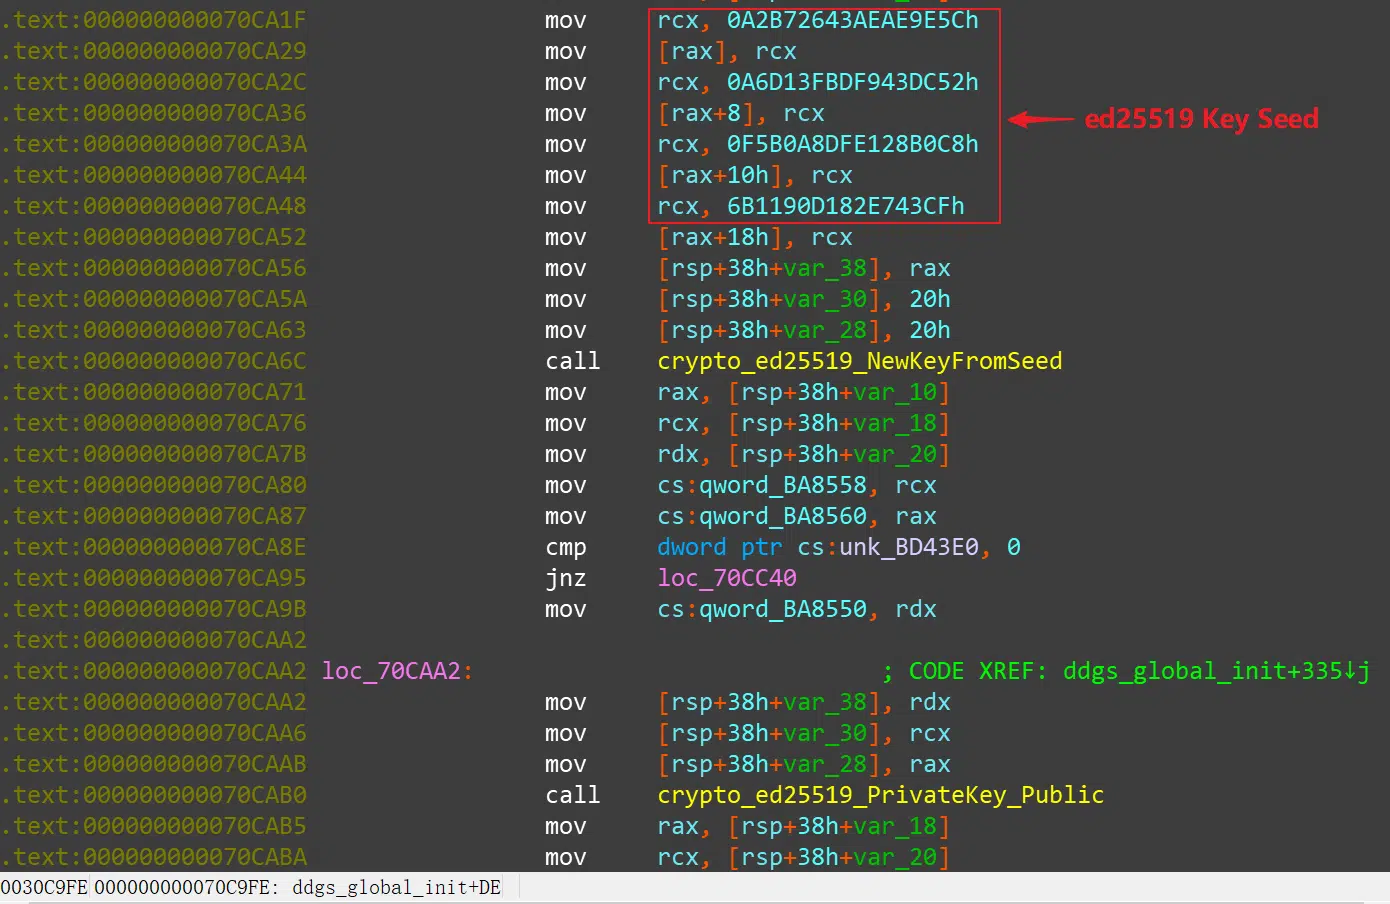 .text:000000000070CA1F mov rcx, 0A2B72643AEAE9E5Ch
.text:000000000070CA29 mov [rax], rcx
.text:000000000070CA2C mov rcx, 0A6D13FBDF943DC52h
.text:000000000070CA36 mov [rax+8], rcx
ed25519 Key Seed
.text:000000000070CA3A mov rcx, 0F5B0A8DFE128B0C8h
.text:000000000070CA44 mov [rax+10h], rcx
.text:000000000070CA48 mov rcx, 6B1190D182E743CFh
.text:000000000070CA52 mov [rax+18h], rcx
.text:000000000070CA56 mov [rsp+38h+var_38], rax
.text:000000000070CA5A mov [rsp+38h+var_30], 20h
.text:000000000070CA63 mov [rsp+38h+var_28], 20h
.text:000000000070CA6C call crypto_ed25519_NewKeyFromSeed
.text:000000000070CA71 mov rax, [rsp+38h+var_10]
.text:000000000070CA76 mov rcx, [rsp+38h+var_18]
.text:000000000070CA7B mov rdx, [rsp+38h+var_20]
.text:000000000070CA80 mov cs:qword_BA8558, rcx
.text:000000000070CA87 mov cs:qword_BA8560, rax
.text:000000000070CA8E cmp dword ptr cs:unk_BD43E0, 0
.text:000000000070CA95 jnz loc_70CC40
.text:000000000070CA9B mov cs:qword_BA8550, rdx
.text:000000000070CAA2
.text:000000000070CAA2 loc_70CAA2: ; CODE XREF: ddgs_global_init+335↓j
.text:000000000070CAA2 mov [rsp+38h+var_38], rdx
.text:000000000070CAA6 mov [rsp+38h+var_30], rcx
.text:000000000070CAAB mov [rsp+38h+var_28], rax
.text:000000000070CAB0 call crypto_ed25519_PrivateKey_Public
.text:000000000070CAB5 mov rax, [rsp+38h+var_18]
.text:000000000070CABA mov rcx, [rsp+38h+var_20]
0030C9FE 000000000070C9FE: ddgs_global_init+DE